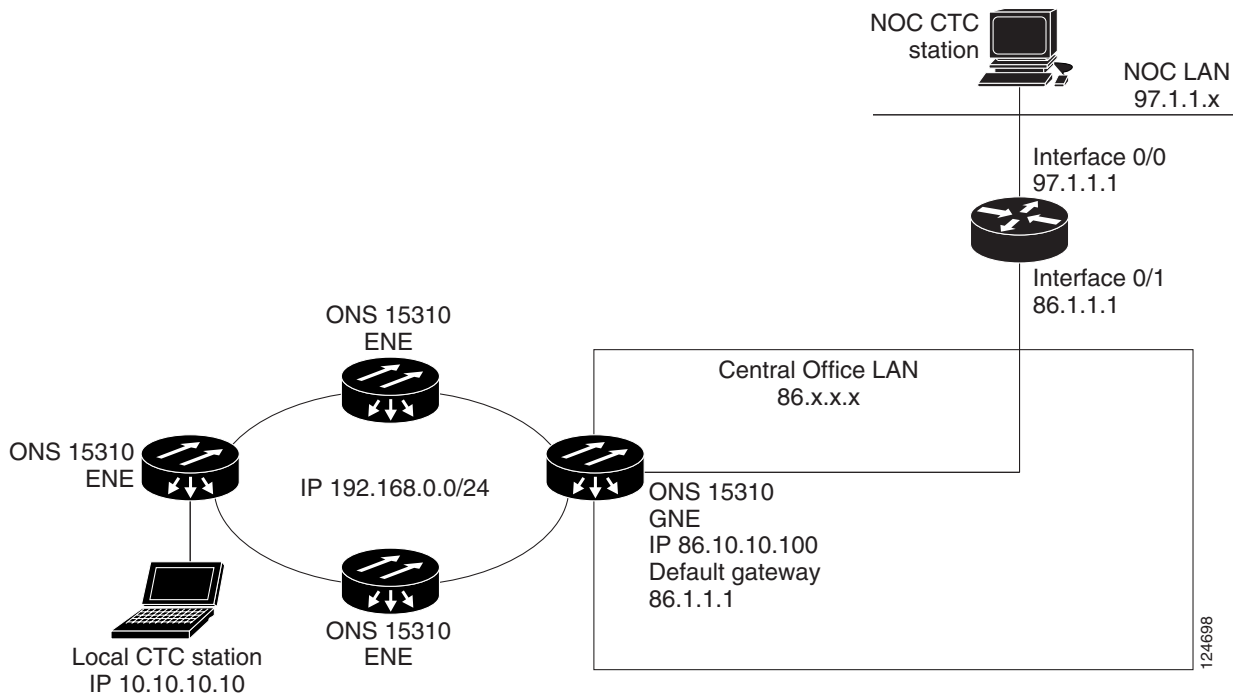 NOC CTC
station
NOC LAN
97.1.1.x
Interface 0/0
97.1.1.1
Interface 0/1
86.1.1.1
ONS 15310
ENE
Central Office LAN
86.x.x.x
ONS 15310
ENE
IP 192.168.0.0/24
ONS 15310
GNE
IP 86.10.10.100
Default gateway
86.1.1.1
ONS 15310
ENE
Local CTC station
IP 10.10.10.10
124698